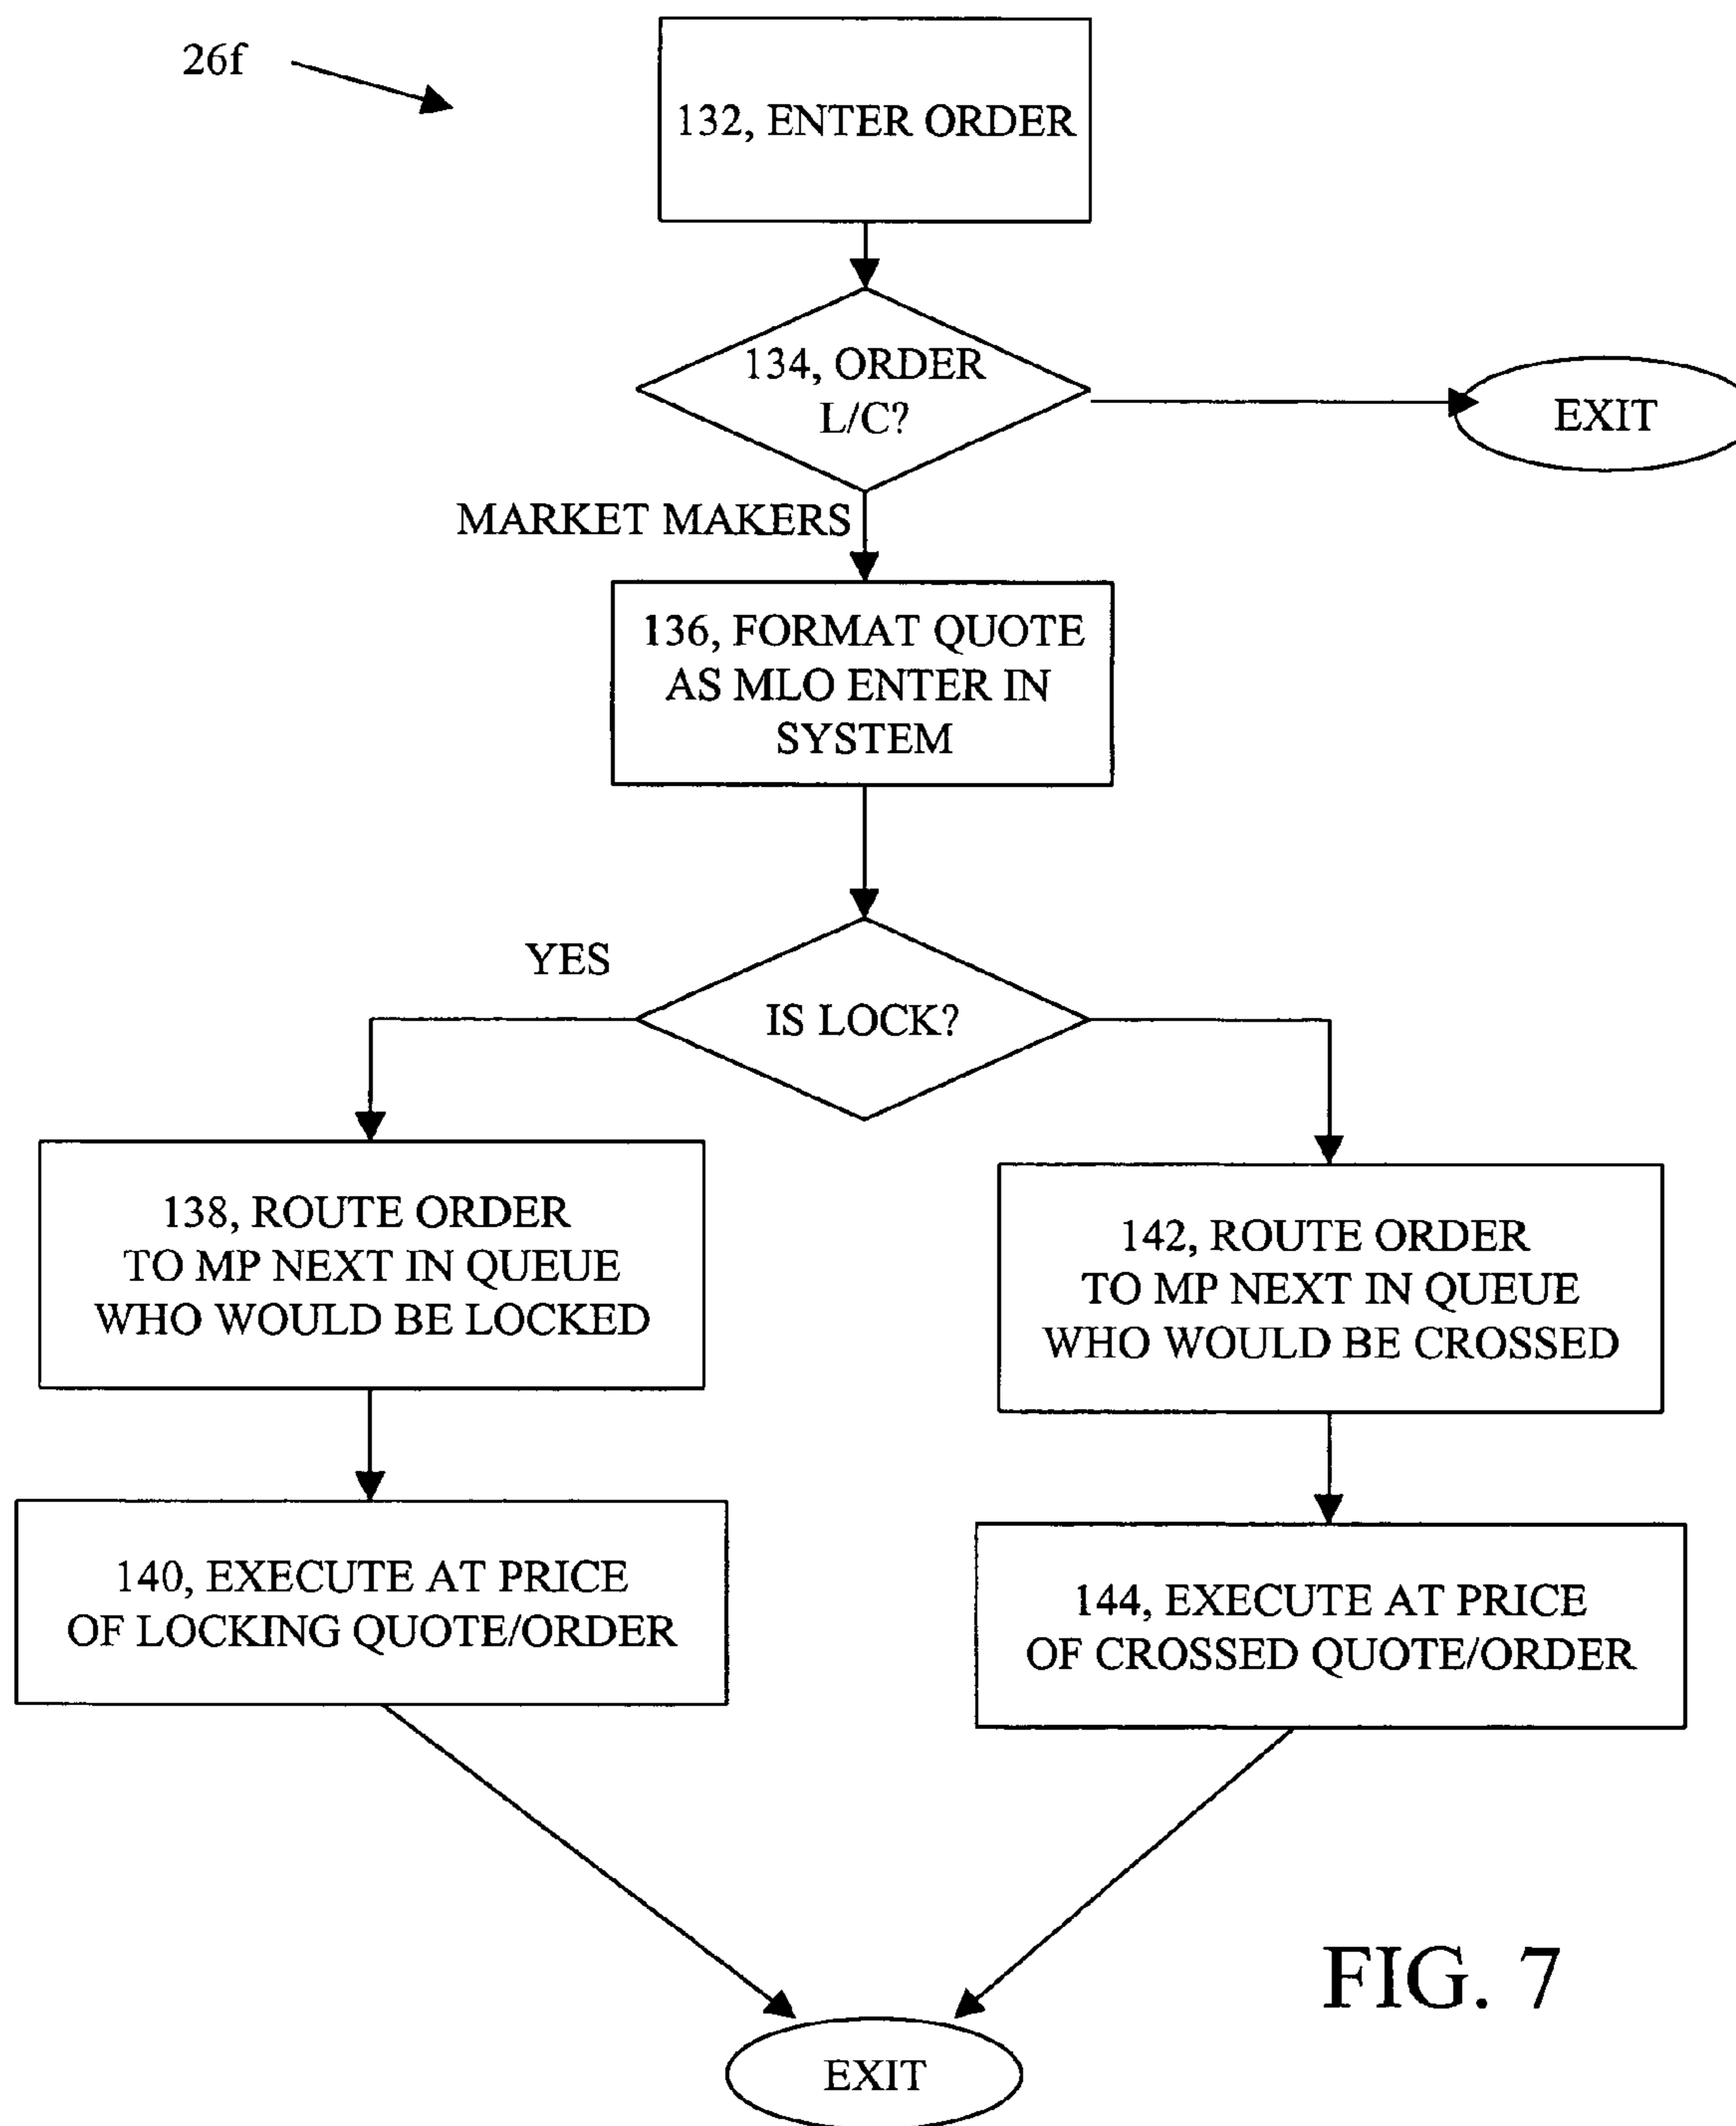 26f
132, ENTER ORDER
134, ORDER
L/C?
EXIT
MARKET MAKERS
136, FORMAT QUOTE
AS MLO ENTER IN
SYSTEM
YES
IS LOCK?
138, ROUTE ORDER
TO MP NEXT IN QUEUE
WHO WOULD BE LOCKED
142, ROUTE ORDER
TO MP NEXT IN QUEUE
WHO WOULD BE CROSSED
140, EXECUTE AT PRICE
OF LOCKING QUOTE/ORDER
144, EXECUTE AT PRICE
OF CROSSED QUOTE/ORDER
FIG. 7
EXIT